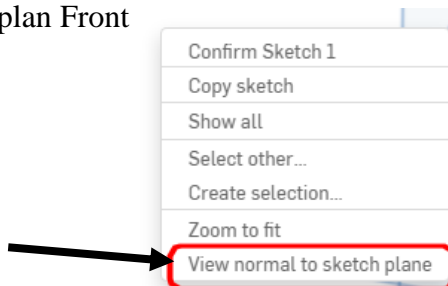 plan Front
Confirm Sketch 1
Copy sketch
Show all
Select other...
Create selection...
Zoom to fit
View normal to sketch plane